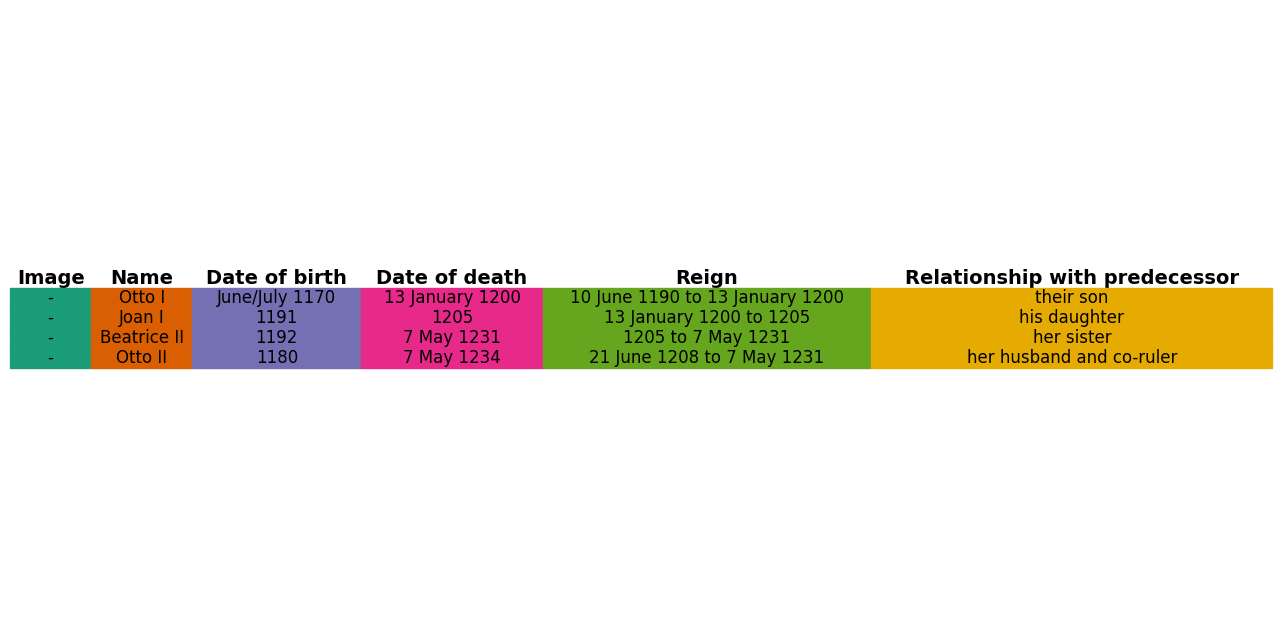 Image Name Date of birth Date of death Reign Relationship with predecessor
- Otto I June/July 1170 13 January 1200 10 June 1190 to 13 January 1200 their son
- Joan I 1191 1205 13 January 1200 to 1205 his daughter
- Beatrice II 1192 7 May 1231 1205 to 7 May 1231 her sister
- Otto II 1180 7 May 1234 21 June 1208 to 7 May 1231 her husband and co-ruler